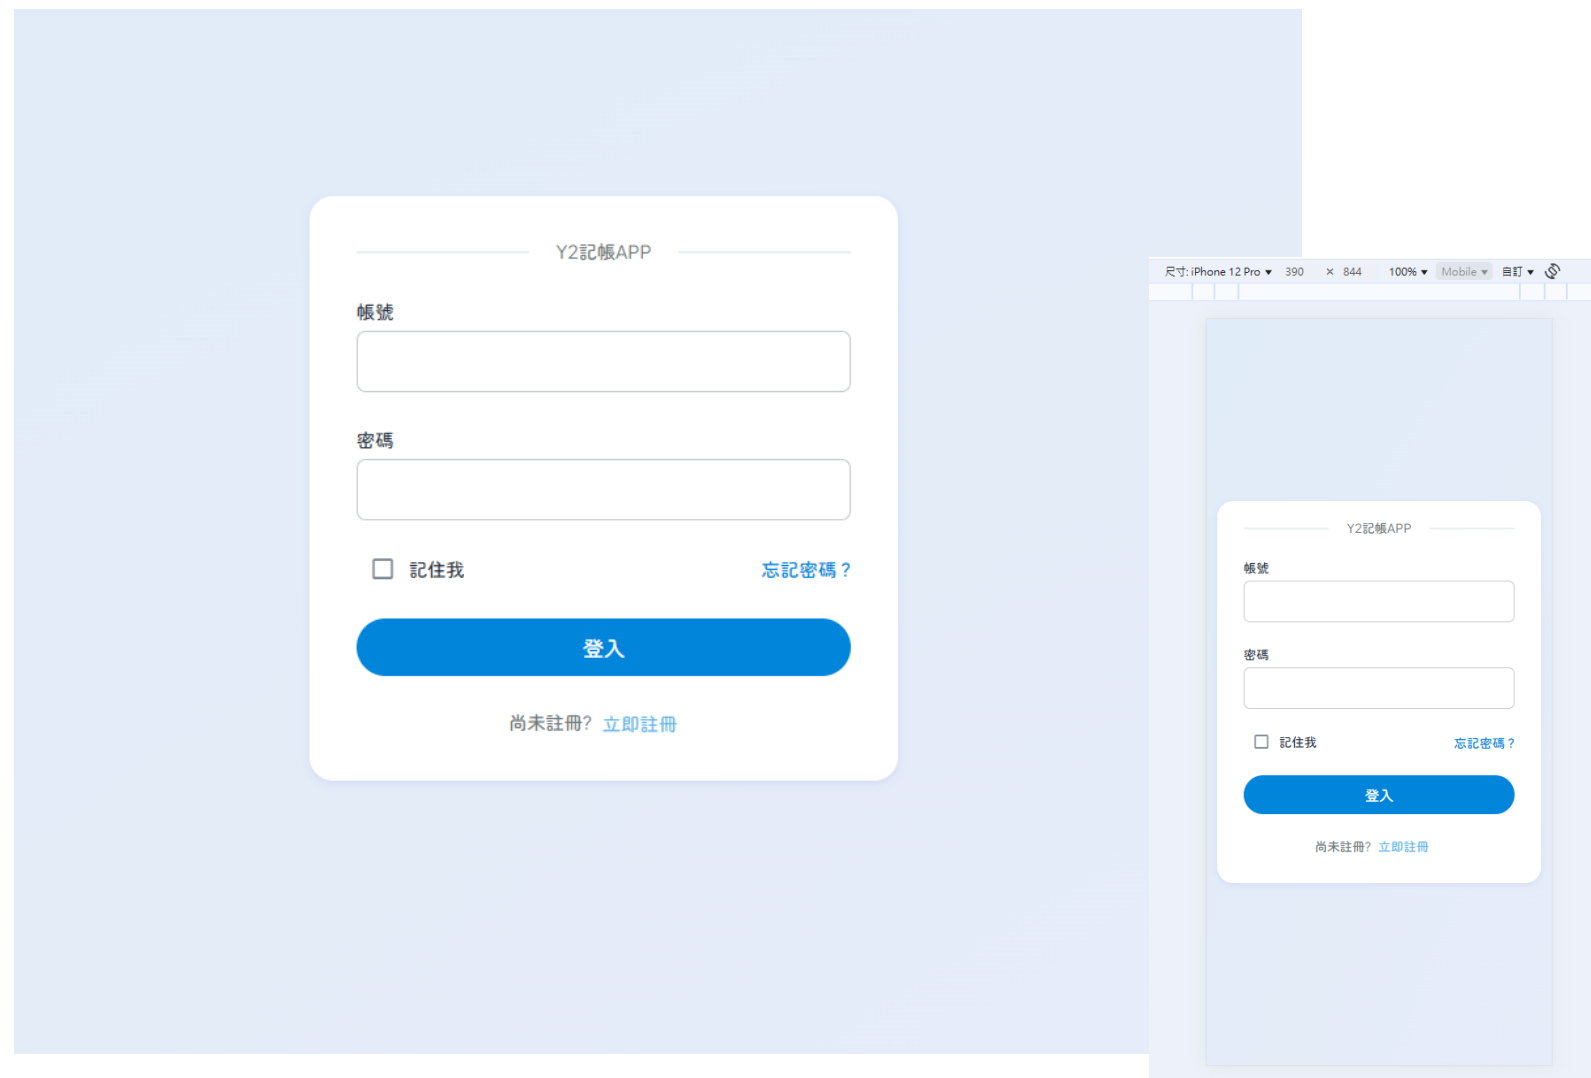 Y2記帳APP
帳號
密碼
記住我 忘記密碼？
登入
尚未註冊? 立即註冊
尺寸: iPhone 12 Pro ▼ 390 × 844 100% ▼ Mobile ▼ 自訂 ▼
Y2記帳APP
帳號
密碼
記住我 忘記密碼？
登入
尚未註冊? 立即註冊